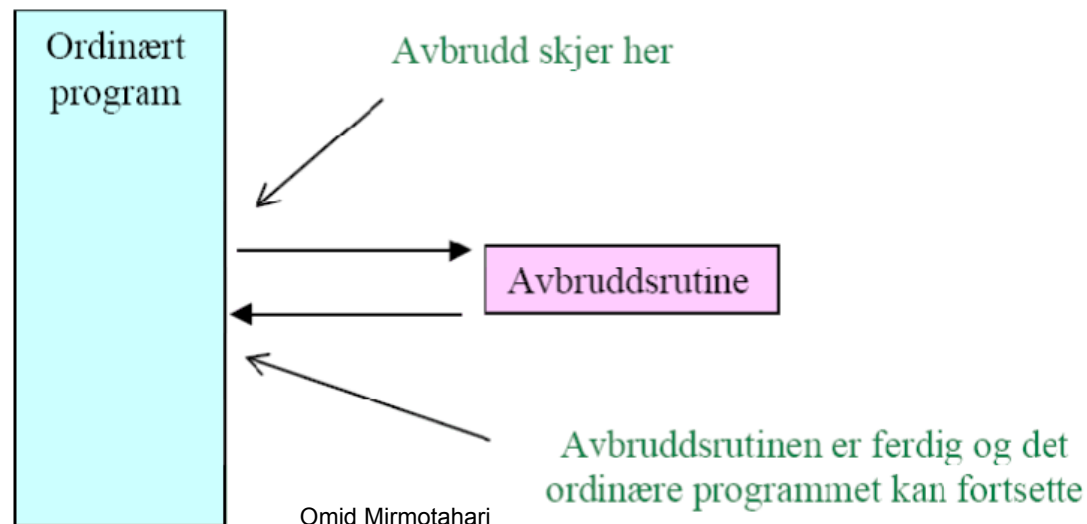 Ordinært
program
Avbrudd skjer her
Avbruddsrutine
Avbruddsrutinen er ferdig og det
ordinære programmet kan fortsette
Omid Mirmotahari